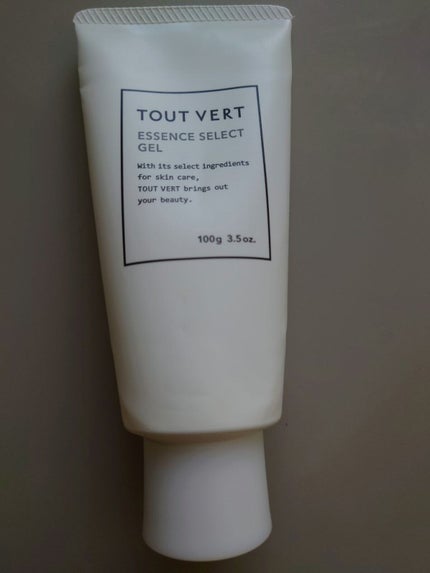 TOUT VERT
ESSENCE SELECT
GEL
With its select ingredients
for skin care,
TOUT VERT brings out
your beauty.
100g 3.5oz.